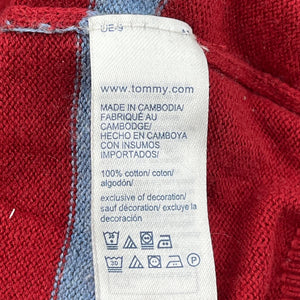 www.tommy.com
MADE IN CAMBODIA/
FABRIQUÉ AU
CAMBODGE/
HECHO EN CAMBOYA
CON INSUMOS
IMPORTADOS/
100% cotton/ coton/
algodón/
exclusive of decoration/
sauf décoration/ excluye la
decoración
30
P